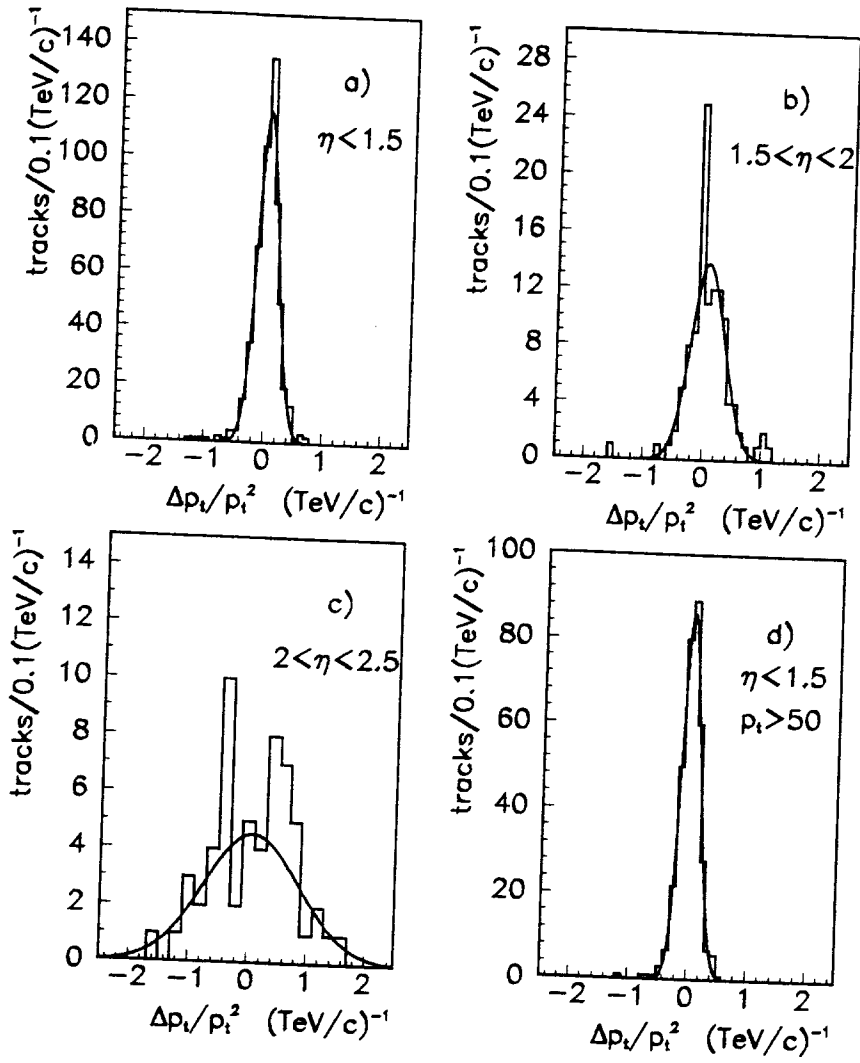 tracks/0.1(TeV/c)⁻¹
140
120
100
80
60
40
20
0
a)
η<1.5
−2 −1 0 1 2
Δpₜ/pₜ² (TeV/c)⁻¹
tracks/0.1(TeV/c)⁻¹
28
24
20
16
12
8
4
0
b)
1.5<η<2
−2 −1 0 1 2
Δpₜ/pₜ² (TeV/c)⁻¹
tracks/0.1(TeV/c)⁻¹
14
12
10
8
6
4
2
0
c)
2<η<2.5
−2 −1 0 1 2
Δpₜ/pₜ² (TeV/c)⁻¹
tracks/0.1(TeV/c)⁻¹
100
80
60
40
20
0
d)
η<1.5
pₜ>50
−2 −1 0 1 2
Δpₜ/pₜ² (TeV/c)⁻¹